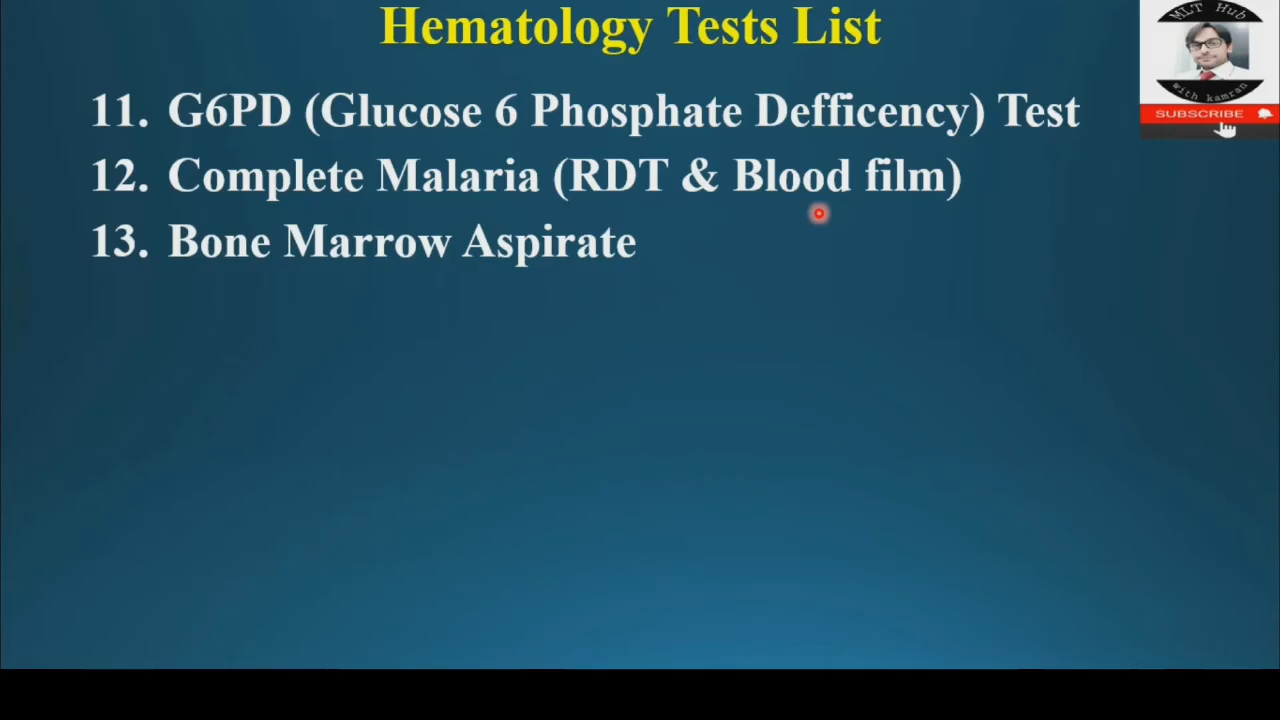 Hematology Tests List
MLT Hub
with kamran
SUBSCRIBE
11. G6PD (Glucose 6 Phosphate Defficency) Test
12. Complete Malaria (RDT & Blood film)
13. Bone Marrow Aspirate